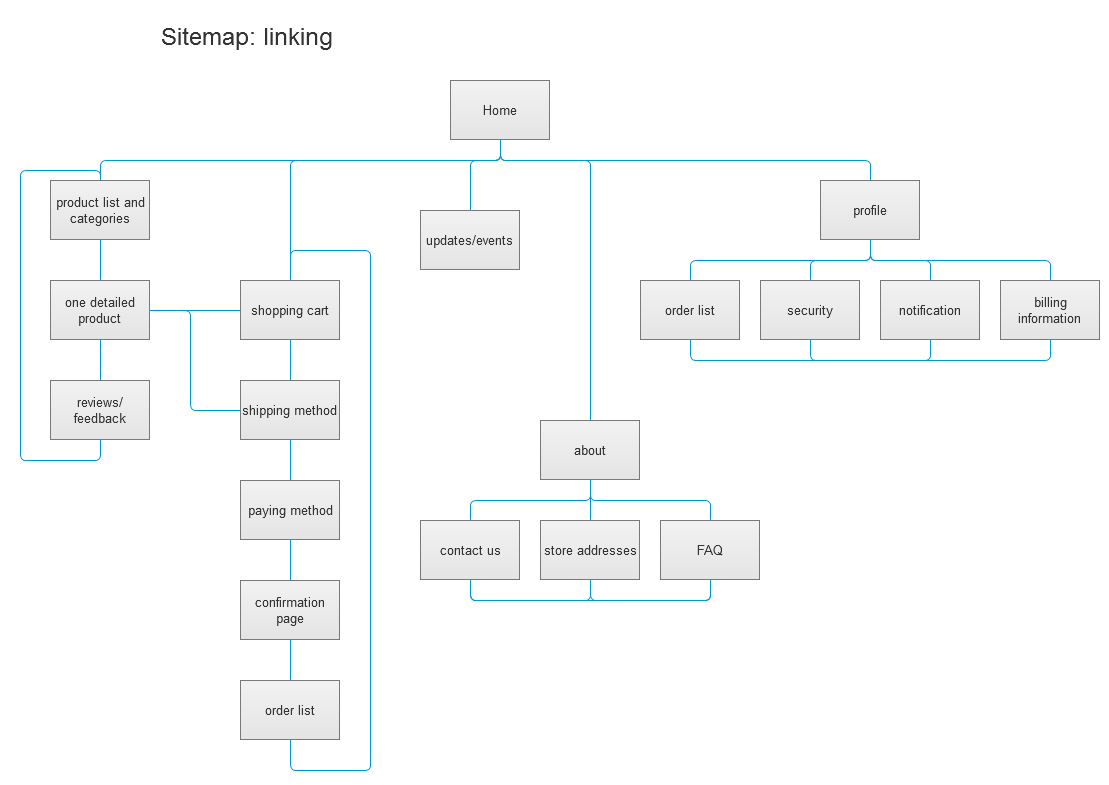 Sitemap: linking
Home
product list and
categories
updates/events
profile
one detailed
product
shopping cart
order list
security
notification
billing
information
reviews/
feedback
shipping method
about
paying method
contact us
store addresses
FAQ
confirmation
page
order list